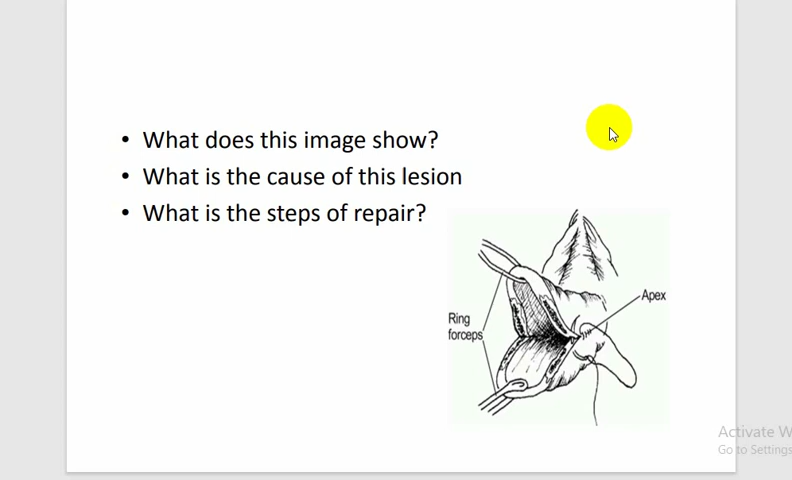 • What does this image show?
• What is the cause of this lesion
• What is the steps of repair?
Apex
Ring
forceps
Activate W
Go to Settings